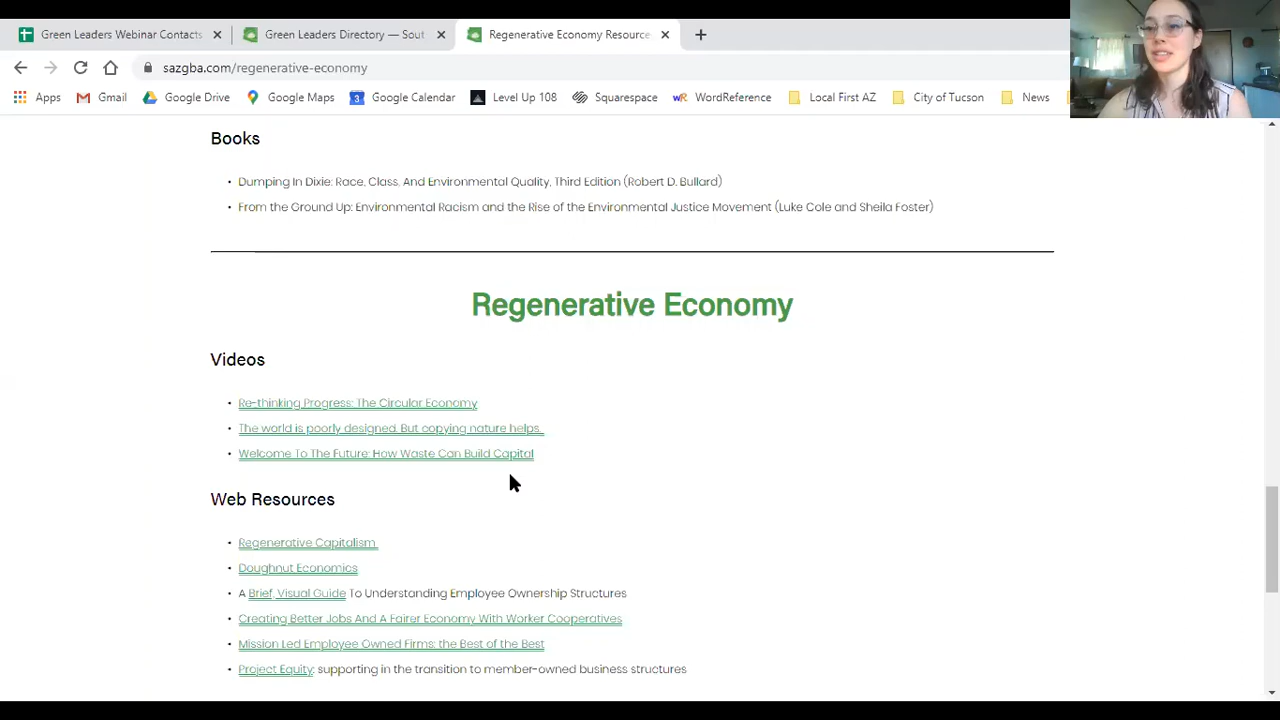 Green Leaders Webinar Contacts
Green Leaders Directory — Sout
Regenerative Economy Resource
sazgba.com/regenerative-economy
Apps Gmail Google Drive Google Maps 3 Google Calendar Level Up 108 Squarespace WR WordReference Local First AZ City of Tucson News
Books
• Dumping In Dixie: Race, Class, And Environmental Quality, Third Edition (Robert D. Bullard)
• From the Ground Up: Environmental Racism and the Rise of the Environmental Justice Movement (Luke Cole and Sheila Foster)
Regenerative Economy
Videos
• Re-thinking Progress: The Circular Economy
• The world is poorly designed. But copying nature helps.
• Welcome To The Future: How Waste Can Build Capital
Web Resources
• Regenerative Capitalism
• Doughnut Economics
• A Brief, Visual Guide To Understanding Employee Ownership Structures
• Creating Better Jobs And A Fairer Economy With Worker Cooperatives
• Mission Led Employee Owned Firms: the Best of the Best
• Project Equity: supporting in the transition to member-owned business structures